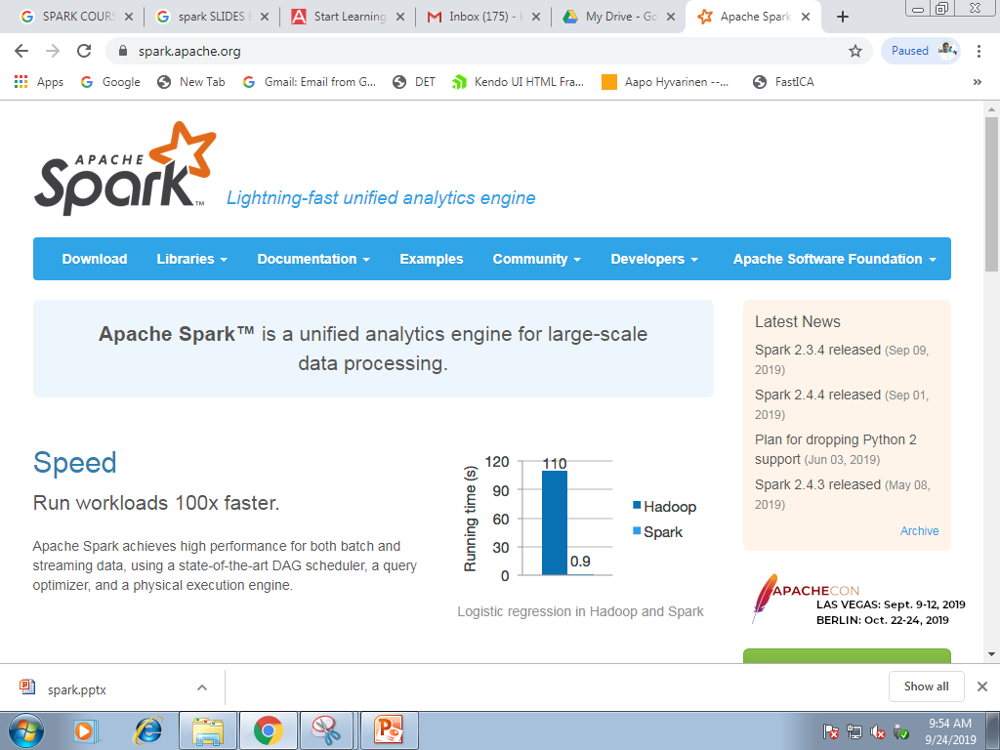 SPARK COURS
spark SLIDES E
Start Learning
Inbox (175) -
My Drive - Go
Apache Spark
spark.apache.org
Paused
Apps
Google
New Tab
Gmail: Email from G...
DET
Kendo UI HTML Fra...
Aapo Hyvarinen --...
FastICA
»
APACHE
Spark™
Lightning-fast unified analytics engine
Download
Libraries
Documentation
Examples
Community
Developers
Apache Software Foundation
Apache Spark™ is a unified analytics engine for large-scale
data processing.
Latest News
Spark 2.3.4 released (Sep 09,
2019)
Spark 2.4.4 released (Sep 01,
2019)
Plan for dropping Python 2
support (Jun 03, 2019)
Spark 2.4.3 released (May 08,
2019)
Archive
Speed
Run workloads 100x faster.
Apache Spark achieves high performance for both batch and
streaming data, using a state-of-the-art DAG scheduler, a query
optimizer, and a physical execution engine.
Running time (s)
120
90
60
30
0
110
0.9
Hadoop
Spark
Logistic regression in Hadoop and Spark
APACHECON
LAS VEGAS: Sept. 9-12, 2019
BERLIN: Oct. 22-24, 2019
spark.pptx
Show all
9:54 AM
9/24/2019